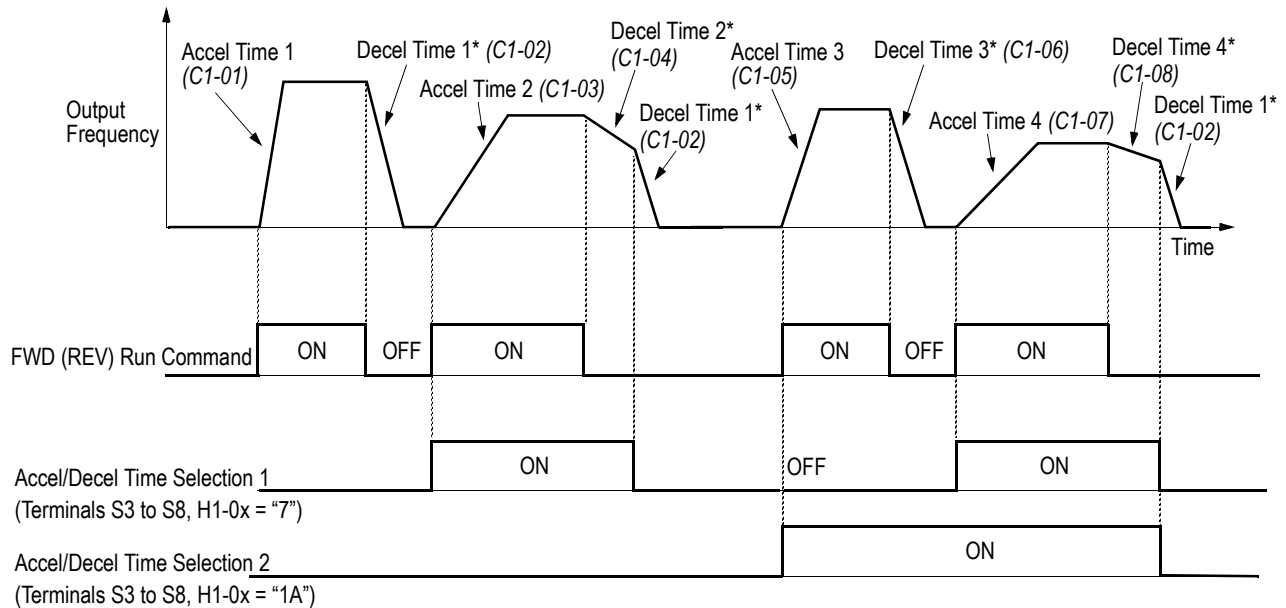 Accel Time 1
(C1-01)
Decel Time 1* (C1-02)
Accel Time 2 (C1-03)
Decel Time 2*
(C1-04)
Decel Time 1*
(C1-02)
Accel Time 3
(C1-05)
Decel Time 3* (C1-06)
Accel Time 4 (C1-07)
Decel Time 4*
(C1-08)
Decel Time 1*
(C1-02)
Output
Frequency
Time
FWD (REV) Run Command
ON
OFF
ON
ON
OFF
ON
Accel/Decel Time Selection 1
(Terminals S3 to S8, H1-0x = “7”)
ON
OFF
ON
Accel/Decel Time Selection 2
(Terminals S3 to S8, H1-0x = “1A”)
ON